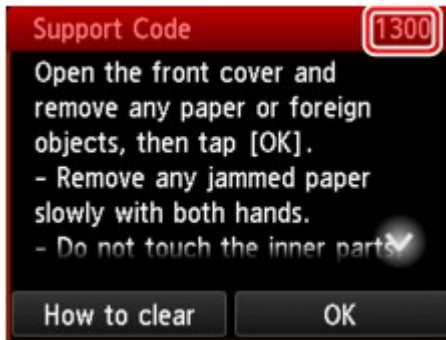 Support Code
1300
Open the front cover and
remove any paper or foreign
objects, then tap [OK].
– Remove any jammed paper
slowly with both hands.
– Do not touch the inner parts
How to clear
OK